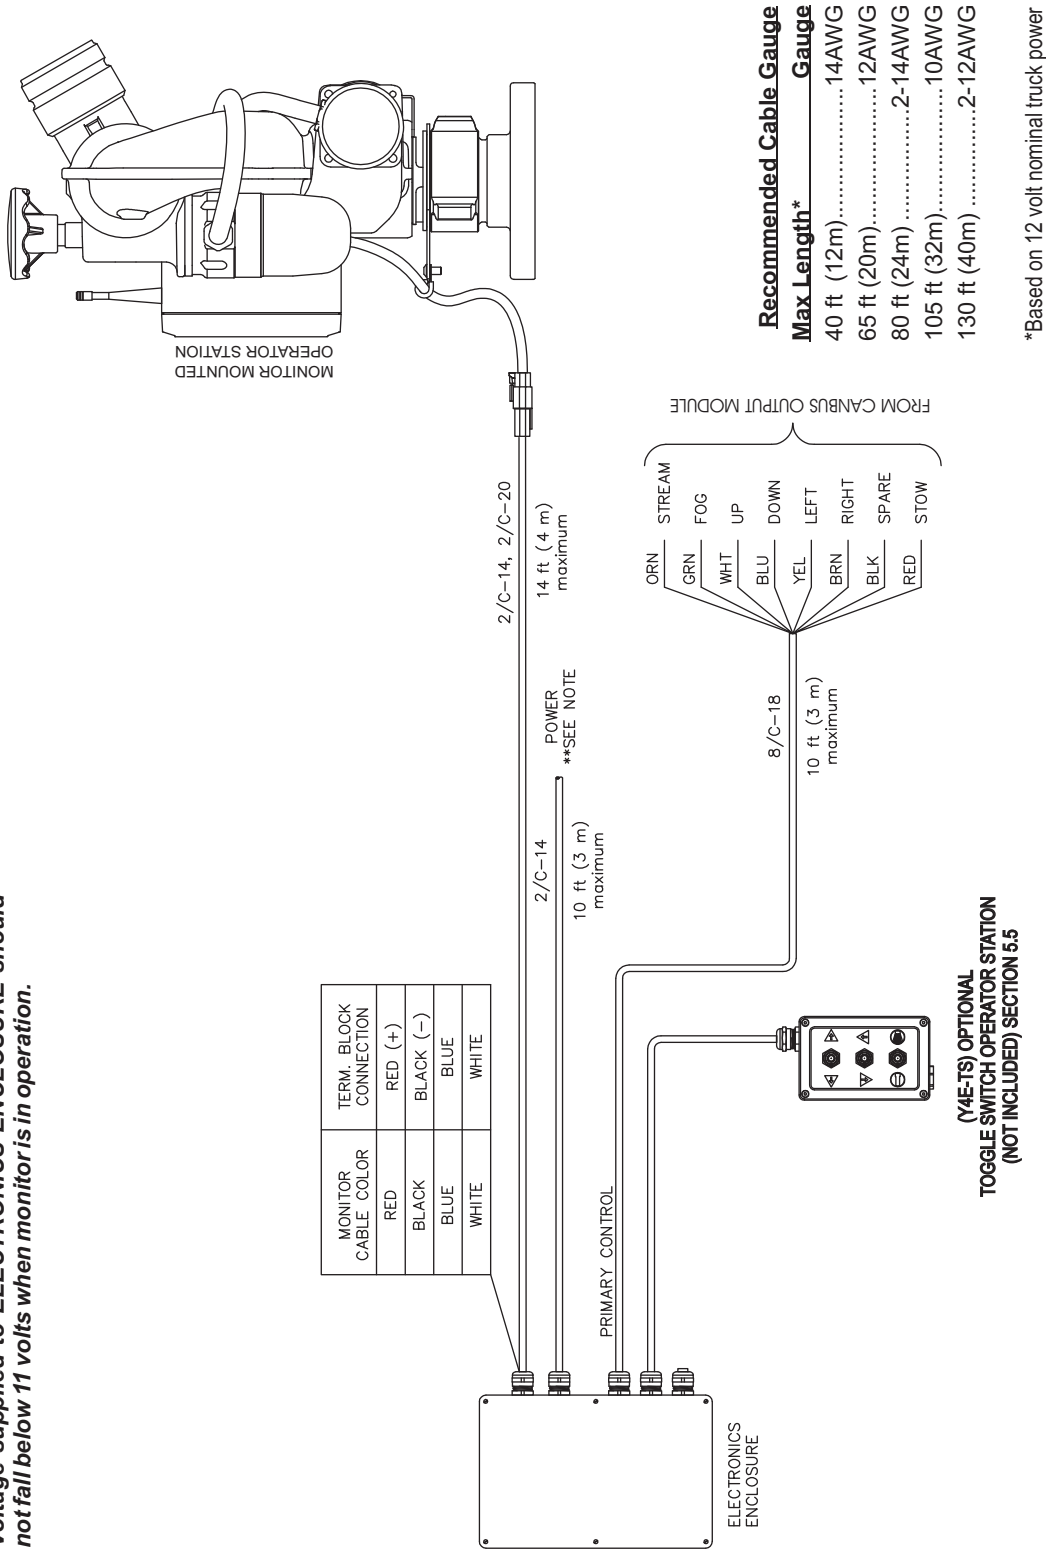 Voltage supplied to ELECTRONICS ENCLOSURE should
not fall below 11 volts when monitor is in operation.
MONITOR MOUNTED
OPERATOR STATION
MONITOR
CABLE COLOR
TERM. BLOCK
CONNECTION
RED
RED (+)
BLACK
BLACK (-)
BLUE
BLUE
WHITE
WHITE
2/C-14, 2/C-20
14 ft (4 m)
maximum
2/C-14
10 ft (3 m)
maximum
POWER
**SEE NOTE
PRIMARY CONTROL
8/C-18
10 ft (3 m)
maximum
ORN STREAM
GRN FOG
WHT UP
BLU DOWN
YEL LEFT
BRN RIGHT
BLK SPARE
RED STOW
FROM CANBUS OUTPUT MODULE
ELECTRONICS
ENCLOSURE
(Y4E-TS) OPTIONAL
TOGGLE SWITCH OPERATOR STATION
(NOT INCLUDED) SECTION 5.5
Recommended Cable Gauge
Max Length* Gauge
40 ft (12m)........................14AWG
65 ft (20m)........................12AWG
80 ft (24m) ....................2-14AWG
105 ft (32m)......................10AWG
130 ft (40m) ..................2-12AWG
*Based on 12 volt nominal truck power